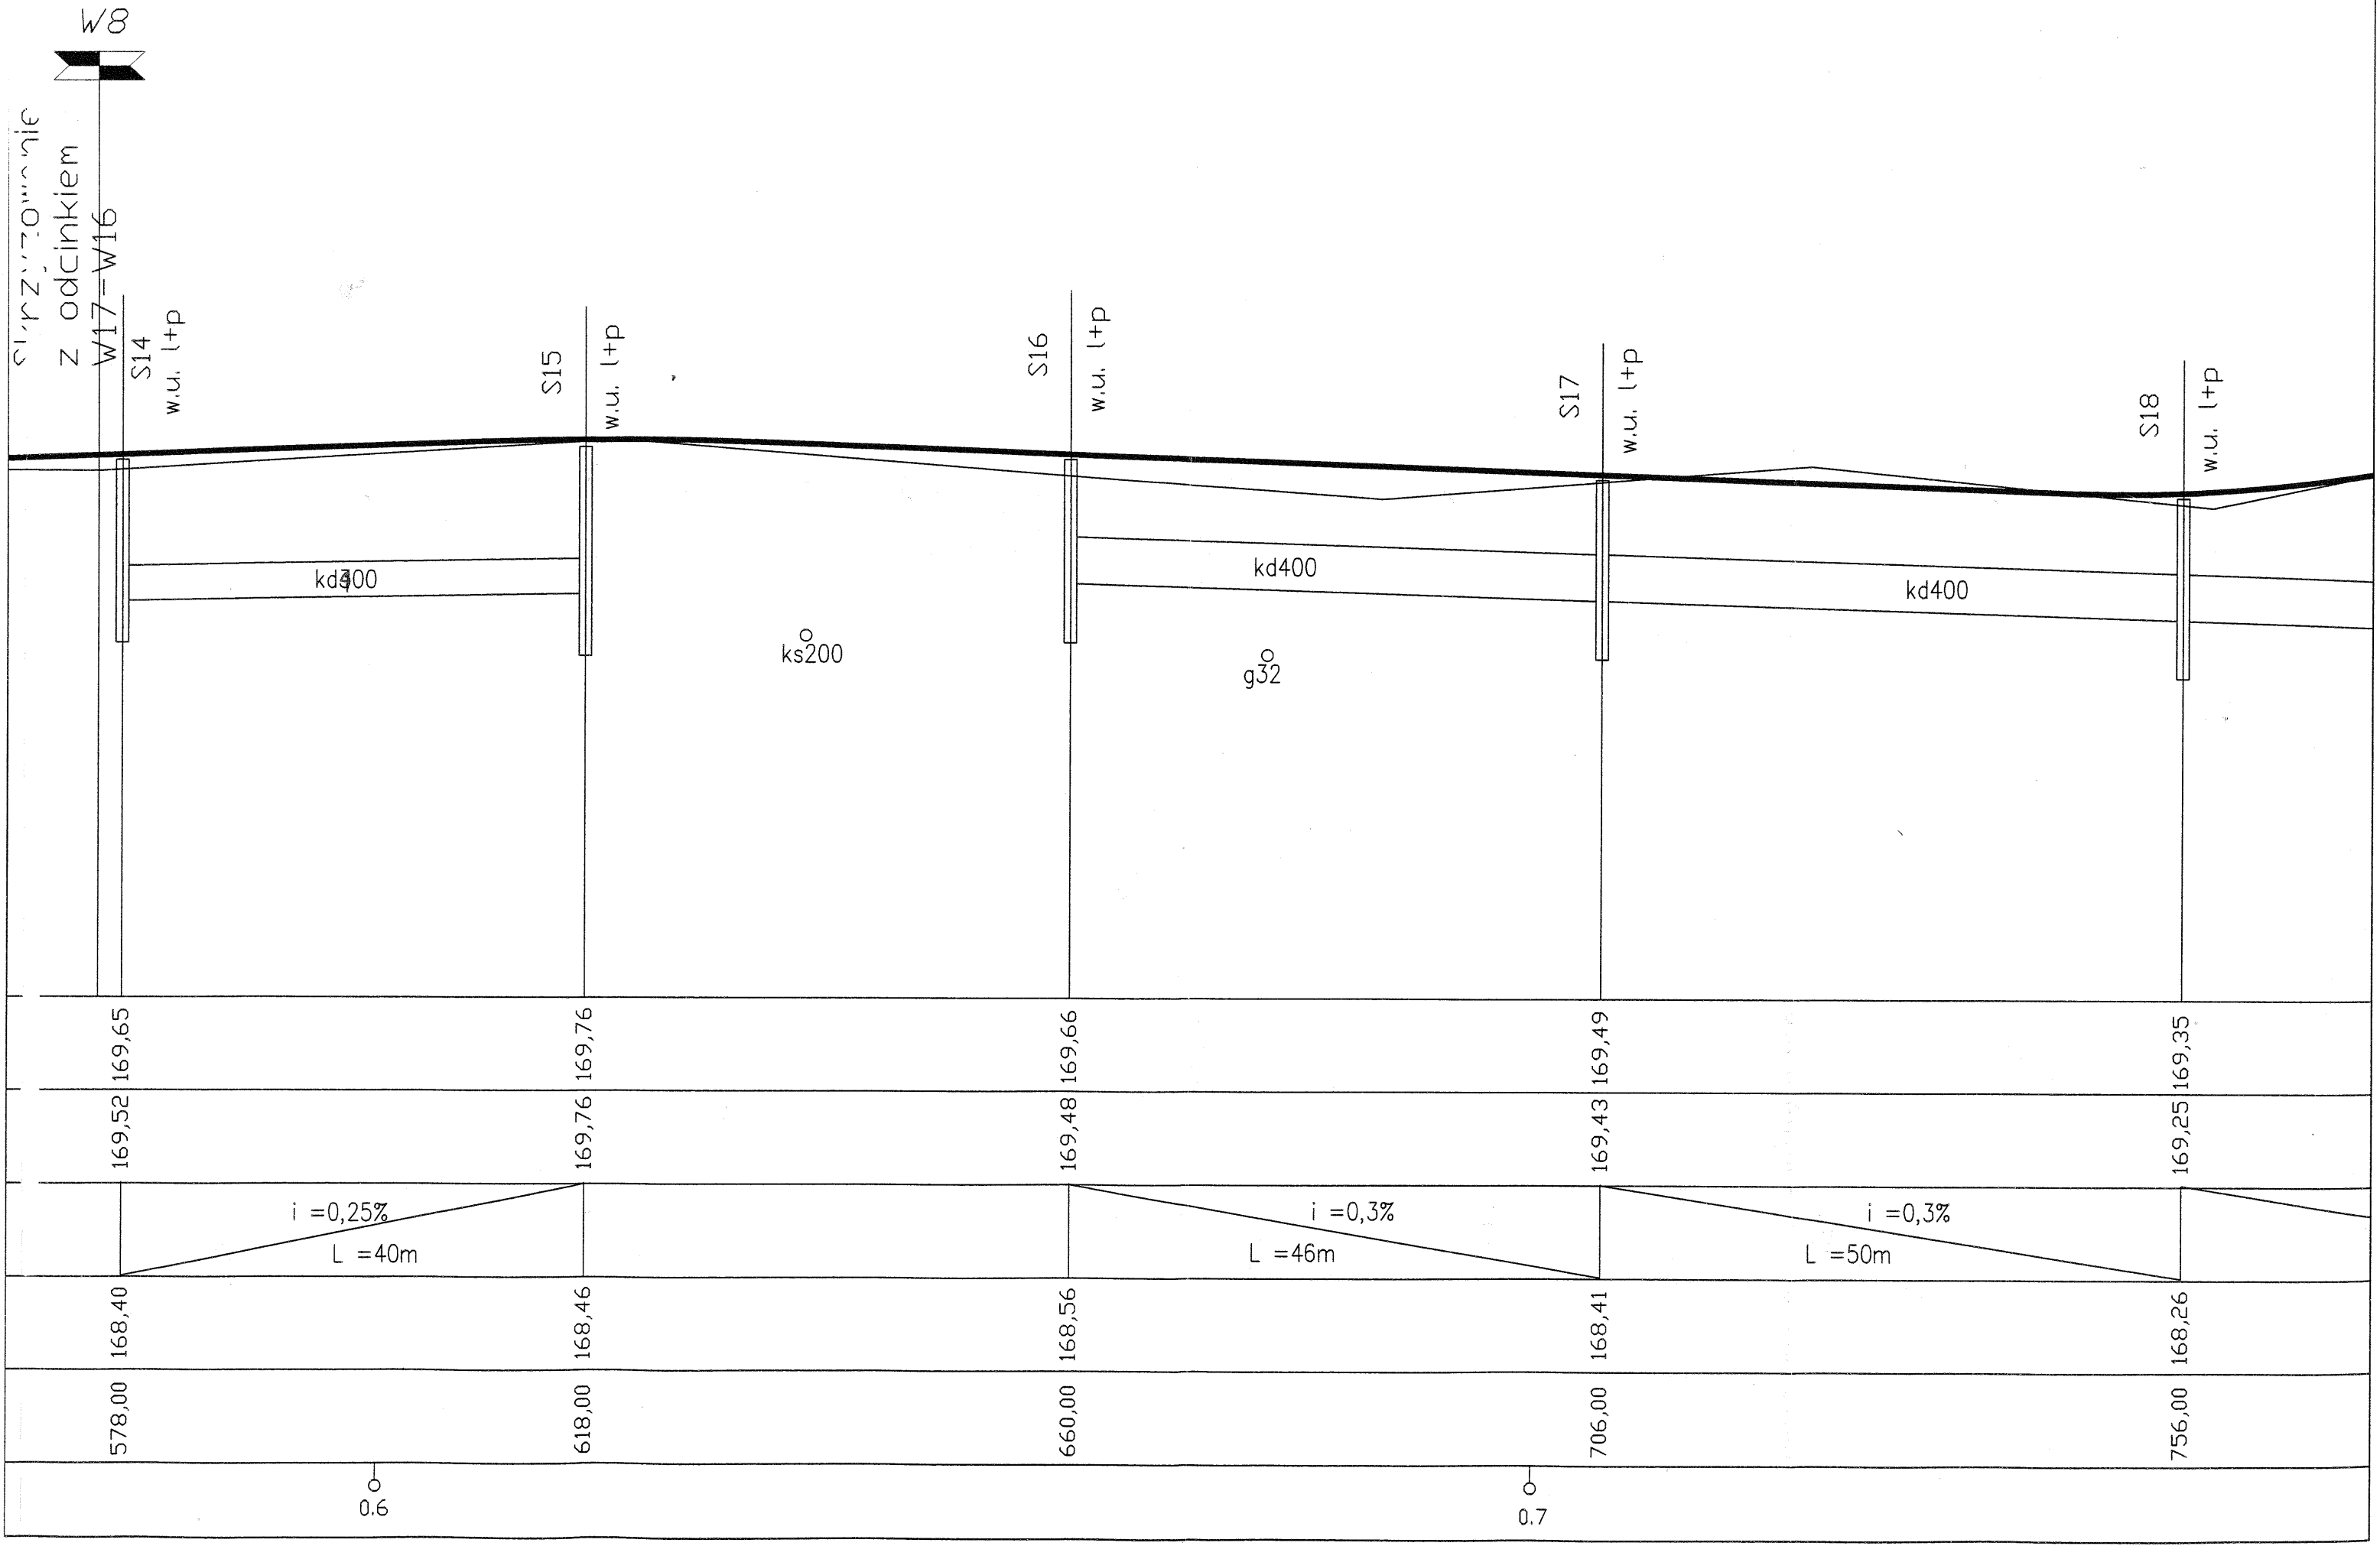 W8
z odcinkiem
W17-W16
S14
w.u. l+p
S15
w.u. l+p
S16
w.u. l+p
S17
w.u. l+p
S18
w.u. l+p
kd400
kd400
ks200
g32
169,65
169,76
169,66
169,49
169,35
169,52
169,76
169,48
169,43
169,25
i =0,25%
L =40m
i =0,3%
L =46m
i =0,3%
L =50m
168,40
168,46
168,56
168,41
168,26
578,00
618,00
660,00
706,00
756,00
0.6
0.7